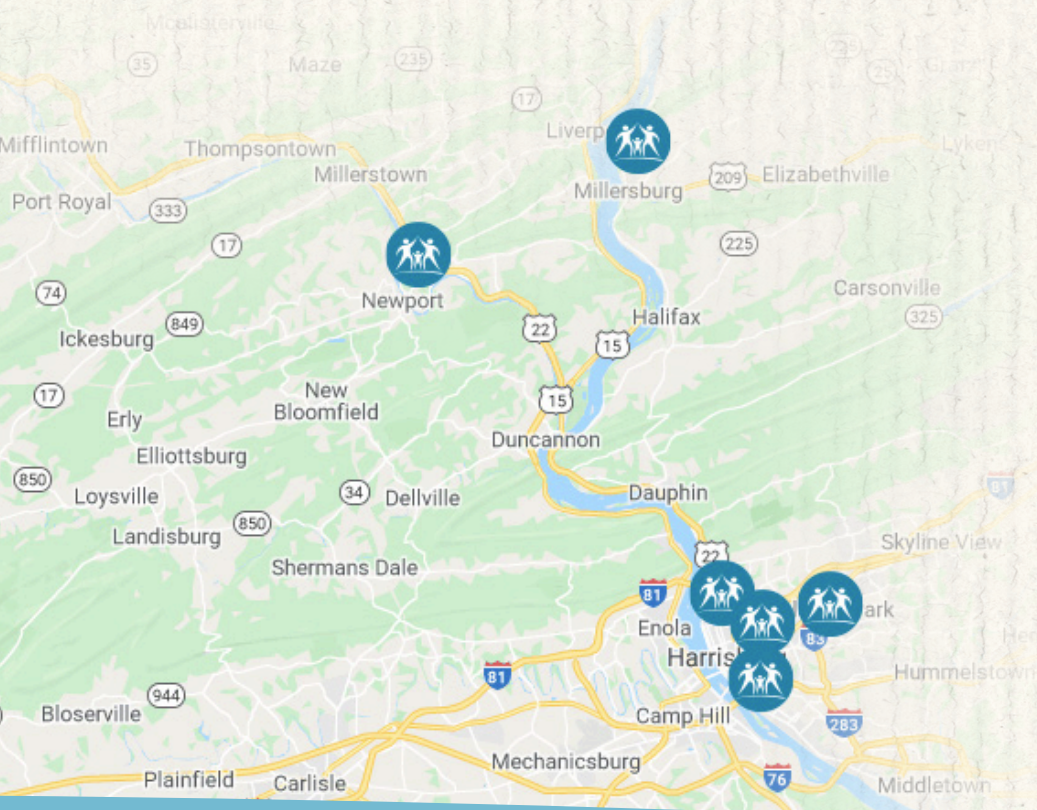 235
35
Maze
235
25
17
Liverp
Mifflintown
Thompsontown
Lykens
Millerstown
209
Elizabethville
Millersburg
Port Royal
333
17
225
74
Newport
Carsonville
849
22
Halifax
325
Ickesburg
15
17
New
Bloomfield
15
Erly
Duncannon
Elliottsburg
850
Loysville
34
Dellville
Dauphin
81
850
Landisburg
Skyline View
22
Shermans Dale
81
ark
Enola
83
Harris
81
Hummelstown
944
Bloserville
Camp Hill
283
Mechanicsburg
76
Plainfield
Carlisle
Middletown